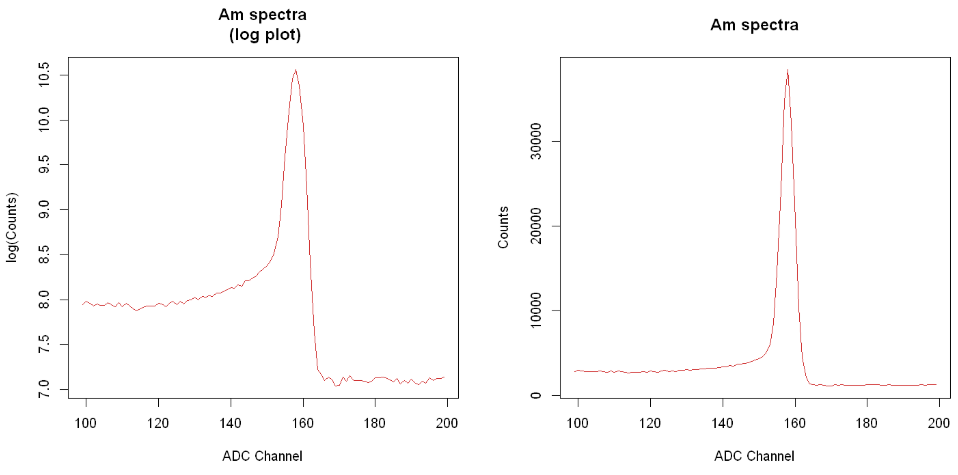 Am spectra
(log plot)
10.5
10.0
9.5
9.0
8.5
8.0
7.5
7.0
log(Counts)
100 120 140 160 180 200
ADC Channel
Am spectra
30000
20000
10000
0
Counts
100 120 140 160 180 200
ADC Channel